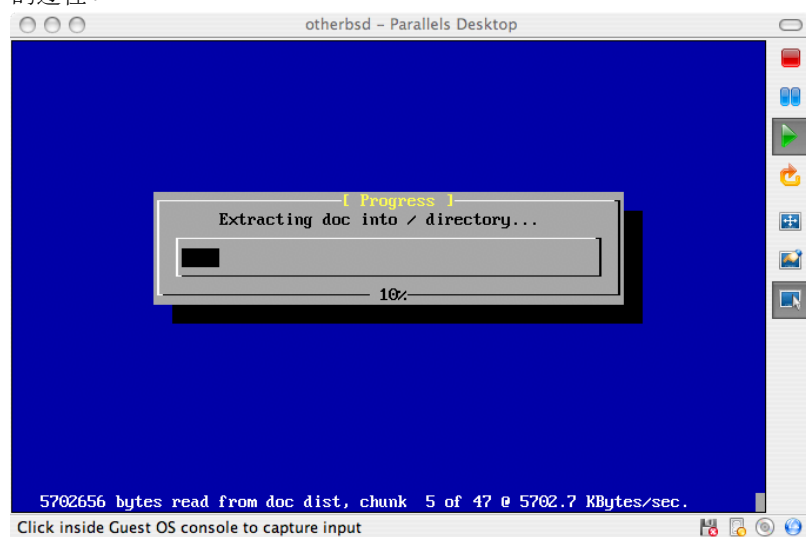 otherbsd – Parallels Desktop
[ Progress ]
Extracting doc into / directory...
10%
5702656 bytes read from doc dist, chunk 5 of 47 @ 5702.7 KBytes/sec.
Click inside Guest OS console to capture input